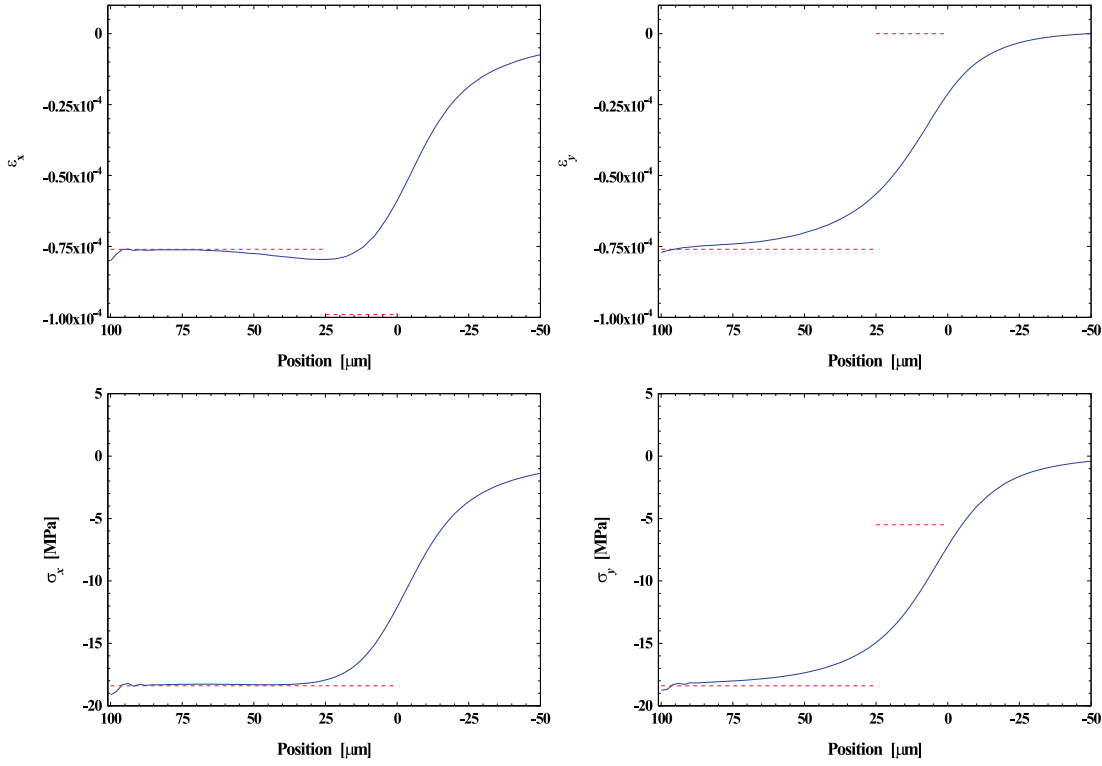 0
-0.25x10⁻⁴
-0.50x10⁻⁴
-0.75x10⁻⁴
-1.00x10⁻⁴
εx
100 75 50 25 0 -25 -50
Position [μm]
0
-0.25x10⁻⁴
-0.50x10⁻⁴
-0.75x10⁻⁴
-1.00x10⁻⁴
εy
100 75 50 25 0 -25 -50
Position [μm]
5
0
-5
-10
-15
-20
σx [MPa]
100 75 50 25 0 -25 -50
Position [μm]
5
0
-5
-10
-15
-20
σy [MPa]
100 75 50 25 0 -25 -50
Position [μm]